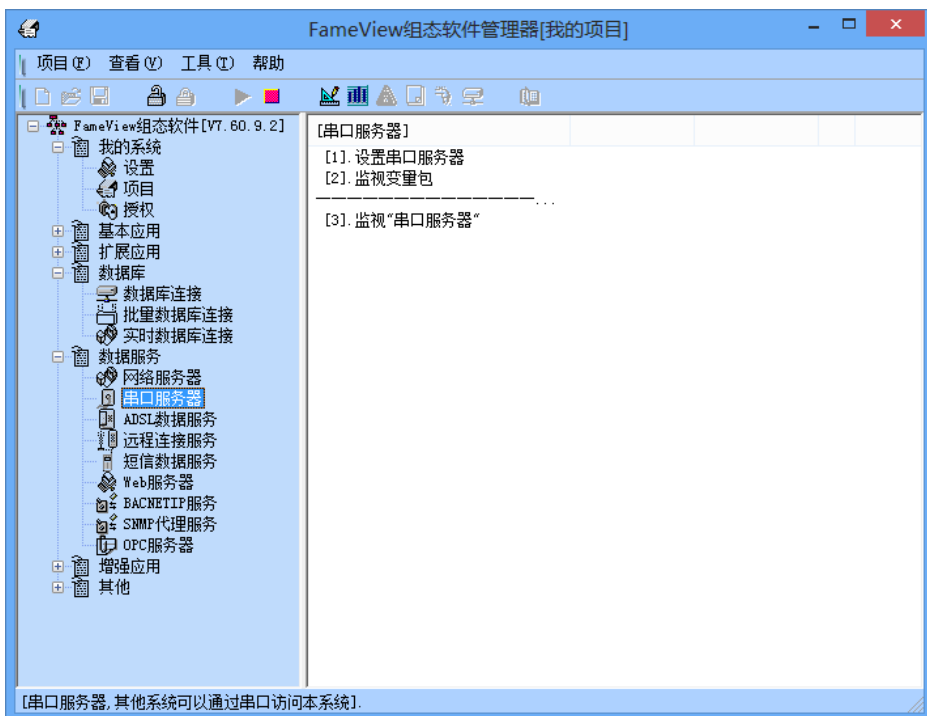 FameView组态软件管理器[我的项目]
项目(F) 查看(V) 工具(T) 帮助
FameView组态软件[V7.60.9.2]
我的系统
设置
项目
授权
基本应用
扩展应用
数据库
数据库连接
批量数据库连接
实时数据库连接
数据服务
网络服务器
串口服务器
ADSL数据服务
远程连接服务
短信数据服务
Web服务器
BACNETIP服务
SNMP代理服务
OPC服务器
增强应用
其他
[串口服务器]
[1].设置串口服务器
[2].监视变量包
———————————————...
[3].监视“串口服务器“
[串口服务器,其他系统可以通过串口访问本系统].